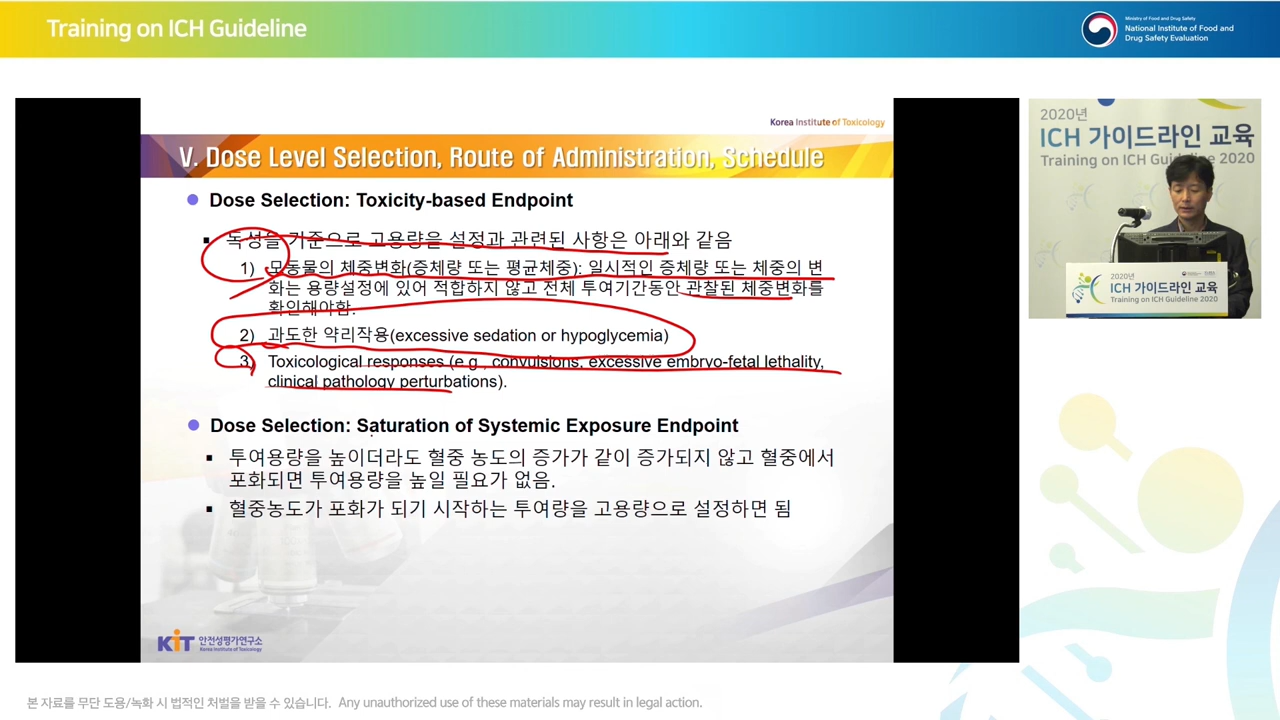 Training on ICH Guideline
Ministry of Food and Drug Safety
National Institute of Food and
Drug Safety Evaluation
Korea Institute of Toxicology
V. Dose Level Selection, Route of Administration, Schedule
Dose Selection: Toxicity-based Endpoint
독성을 기준으로 고용량은 설정과 관련된 사항은 아래와 같음
1) 모동물의 체중변화(증체량 또는 평균체중): 일시적인 증체량 또는 체중의 변
화는 용량설정에 있어 적합하지 않고 전체 투여기간동안 관찰된 체중변화를
확인해야함.
2) 과도한 약리작용(excessive sedation or hypoglycemia)
3) Toxicological responses (e.g., convulsions, excessive embryo-fetal lethality,
clinical pathology perturbations).
Dose Selection: Saturation of Systemic Exposure Endpoint
투여용량을 높이더라도 혈중 농도의 증가가 같이 증가되지 않고 혈중에서
포화되면 투여용량을 높일 필요가 없음.
혈중농도가 포화가 되기 시작하는 투여량을 고용량으로 설정하면 됨
KIT 안전성평가연구소
Korea Institute of Toxicology
2020년
ICH 가이드라인 교육
Training on ICH Guideline 2020
2020년
ICH 가이드라인 교육
Training on ICH Guideline 2020
본 자료를 무단 도용/녹화 시 법적인 처벌을 받을 수 있습니다. Any unauthorized use of these materials may result in legal action.